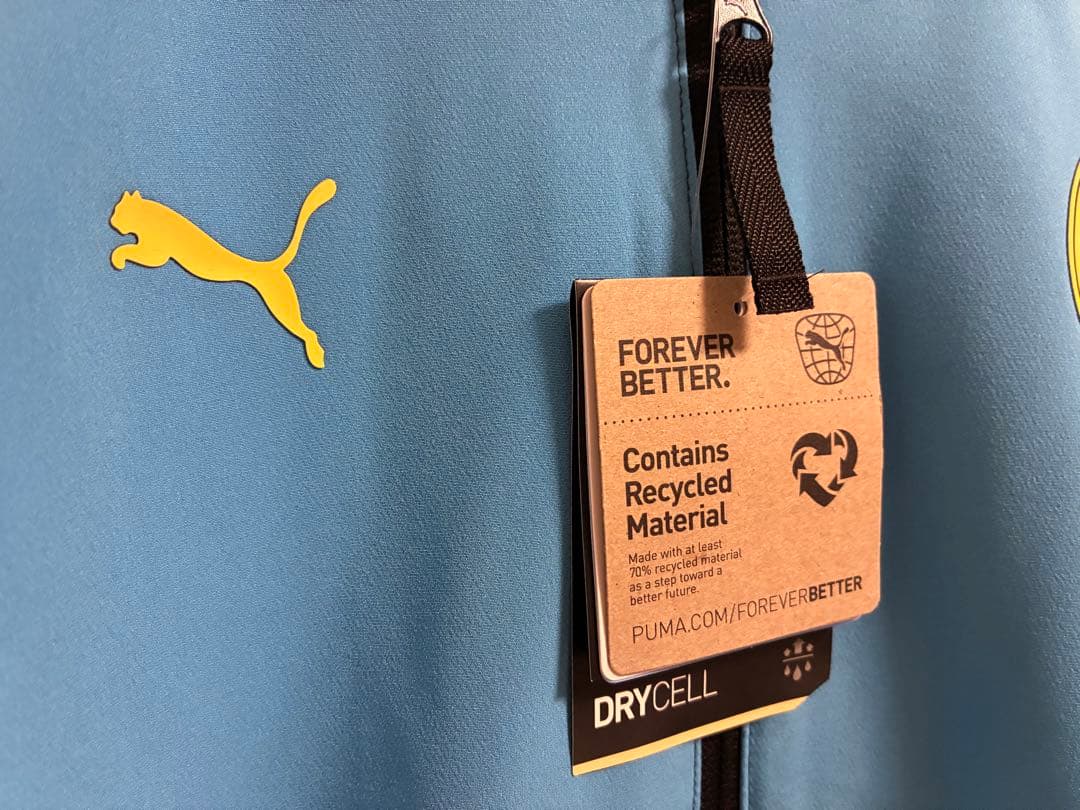 FOREVER
BETTER.
Contains
Recycled
Material
Made with at least
70% recycled material
as a step toward a
better future.
PUMA.COM/FOREVERBETTER
DRYCELL